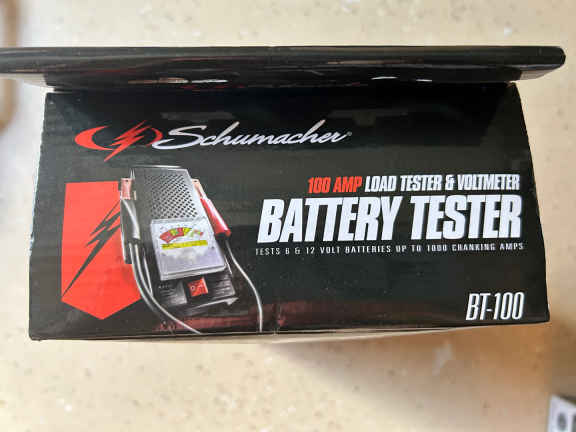 Schumacher®
100 AMP LOAD TESTER & VOLTMETER
BATTERY TESTER
TESTS 6 & 12 VOLT BATTERIES UP TO 1000 CRANKING AMPS
BT-100